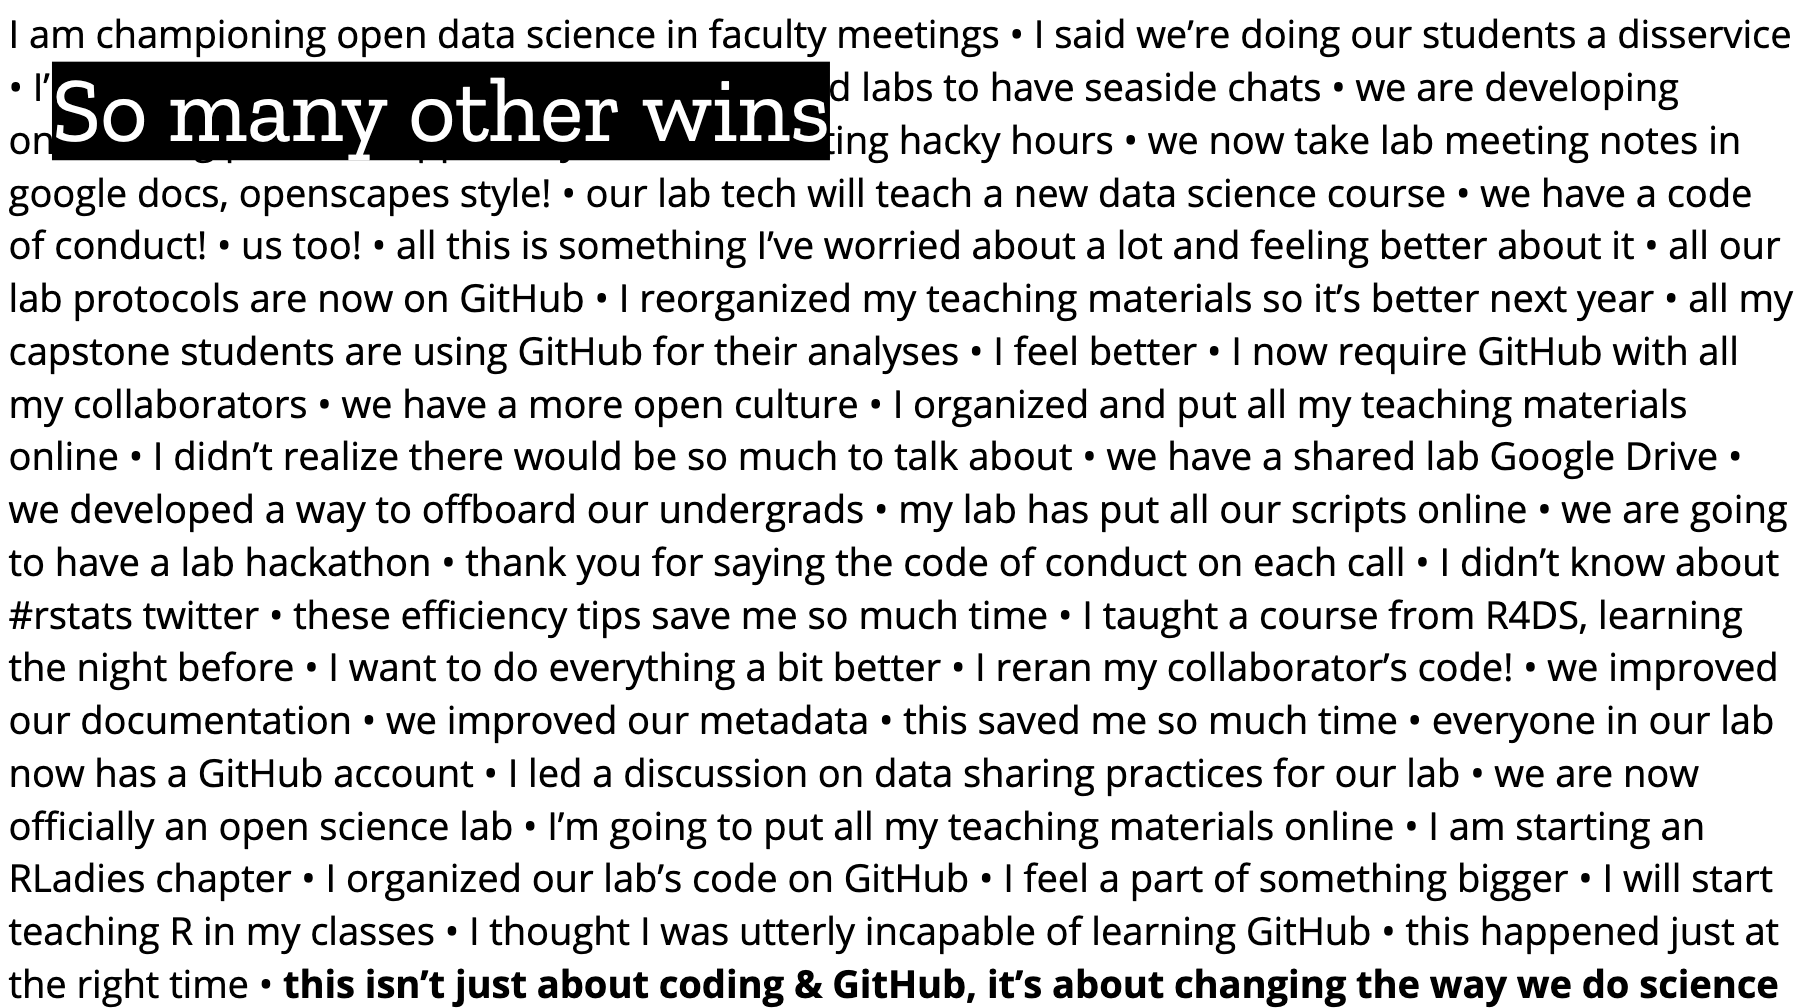 I am championing open data science in faculty meetings • I said we’re doing our students a disservice
• I’
So many other wins
labs to have seaside chats • we are developing
hacky hours • we now take lab meeting notes in
google docs, openscapes style! • our lab tech will teach a new data science course • we have a code
of conduct! • us too! • all this is something I’ve worried about a lot and feeling better about it • all our
lab protocols are now on GitHub • I reorganized my teaching materials so it’s better next year • all my
capstone students are using GitHub for their analyses • I feel better • I now require GitHub with all
my collaborators • we have a more open culture • I organized and put all my teaching materials
online • I didn’t realize there would be so much to talk about • we have a shared lab Google Drive •
we developed a way to offboard our undergrads • my lab has put all our scripts online • we are going
to have a lab hackathon • thank you for saying the code of conduct on each call • I didn’t know about
#rstats twitter • these efficiency tips save me so much time • I taught a course from R4DS, learning
the night before • I want to do everything a bit better • I reran my collaborator’s code! • we improved
our documentation • we improved our metadata • this saved me so much time • everyone in our lab
now has a GitHub account • I led a discussion on data sharing practices for our lab • we are now
officially an open science lab • I’m going to put all my teaching materials online • I am starting an
RLadies chapter • I organized our lab’s code on GitHub • I feel a part of something bigger • I will start
teaching R in my classes • I thought I was utterly incapable of learning GitHub • this happened just at
the right time • this isn’t just about coding & GitHub, it’s about changing the way we do science